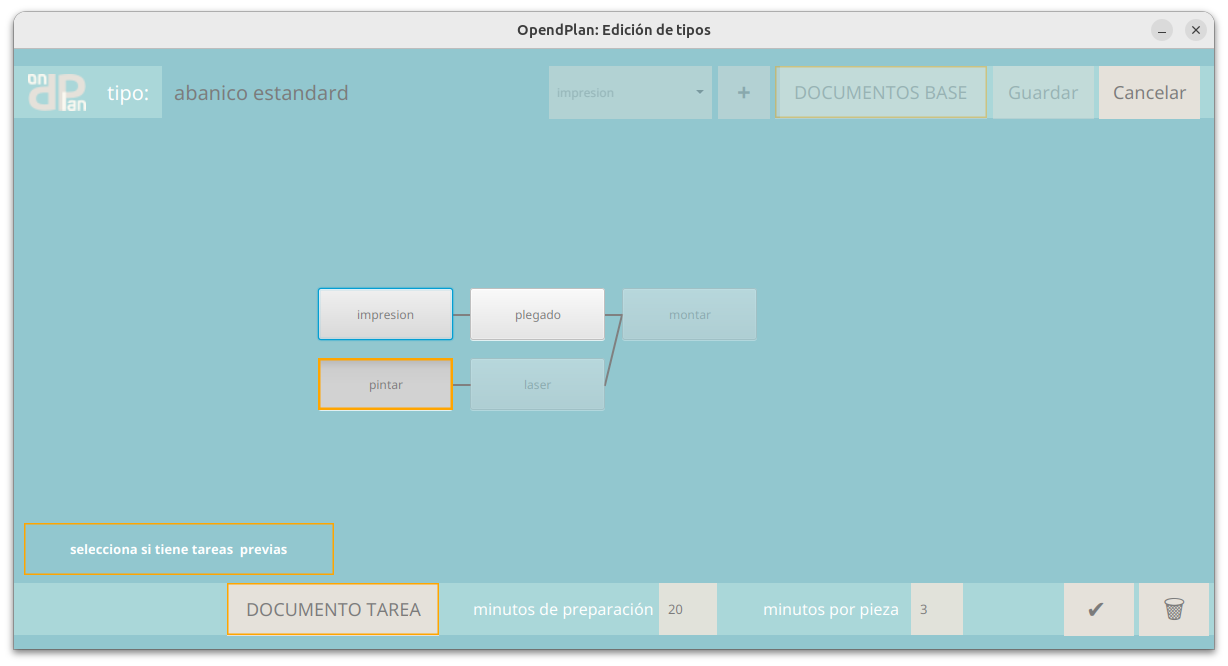 OpendPlan: Edición de tipos
on dPlan tipo: abanico estandard impresion + DOCUMENTOS BASE Guardar Cancelar
impresion plegado montar
pintar laser
selecciona si tiene tareas previas
DOCUMENTO TAREA minutos de preparación 20 minutos por pieza 3 ✔